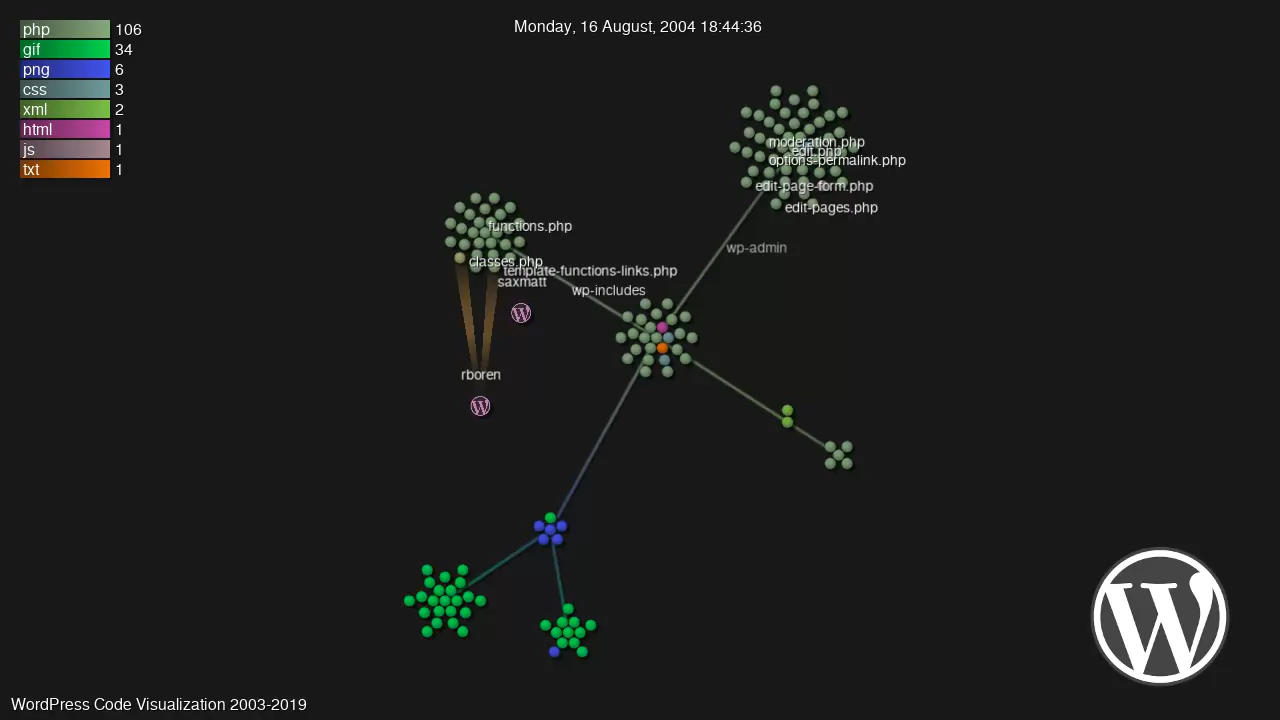 Monday, 16 August, 2004 18:44:36
php 106
gif 34
png 6
css 3
xml 2
html 1
js 1
txt 1
moderation.php
edit.php
options-permalink.php
edit-page-form.php
edit-pages.php
functions.php
wp-admin
classes.php
template-functions-links.php
saxmatt
wp-includes
rboren
WordPress Code Visualization 2003-2019